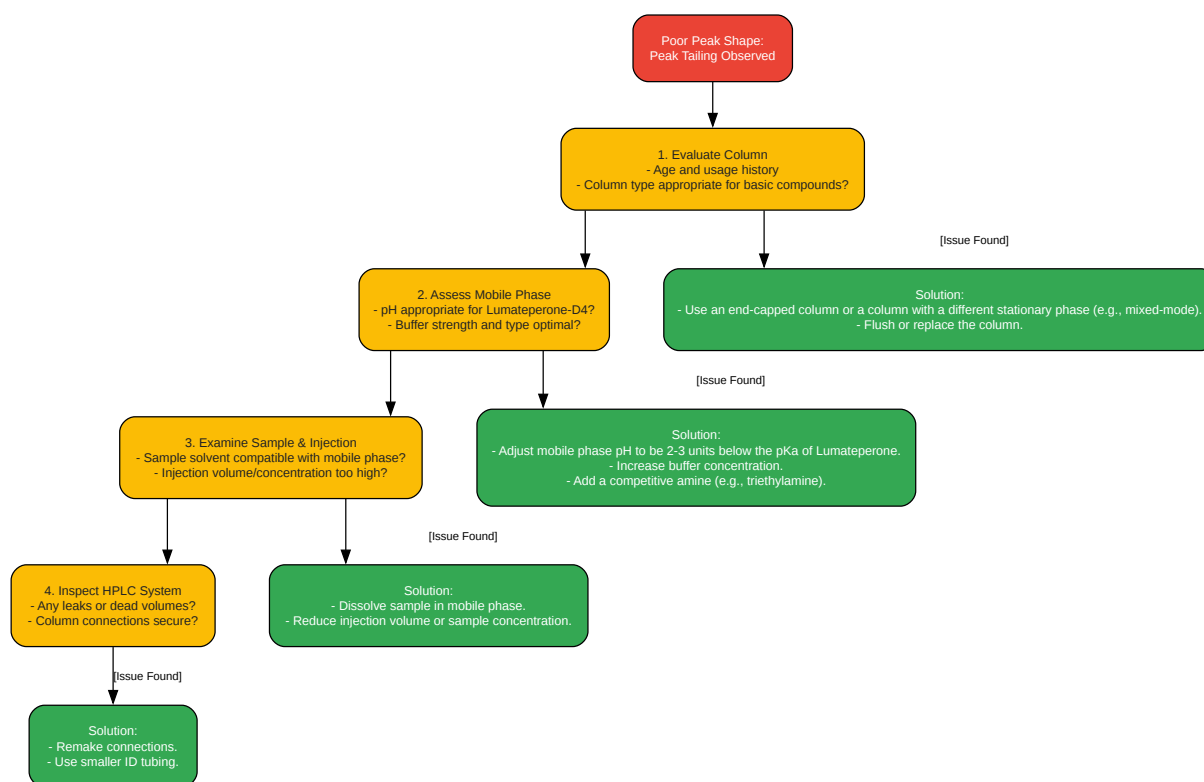 Poor Peak Shape:
Peak Tailing Observed
1. Evaluate Column
- Age and usage history
- Column type appropriate for basic compounds?
[Issue Found]
2. Assess Mobile Phase
- pH appropriate for Lumateperone-D4?
- Buffer strength and type optimal?
Solution:
- Use an end-capped column or a column with a different stationary phase (e.g., mixed-mode).
- Flush or replace the column.
[Issue Found]
3. Examine Sample & Injection
- Sample solvent compatible with mobile phase?
- Injection volume/concentration too high?
Solution:
- Adjust mobile phase pH to be 2-3 units below the pKa of Lumateperone.
- Increase buffer concentration.
- Add a competitive amine (e.g., triethylamine).
[Issue Found]
4. Inspect HPLC System
- Any leaks or dead volumes?
- Column connections secure?
Solution:
- Dissolve sample in mobile phase.
- Reduce injection volume or sample concentration.
[Issue Found]
Solution:
- Remake connections.
- Use smaller ID tubing.